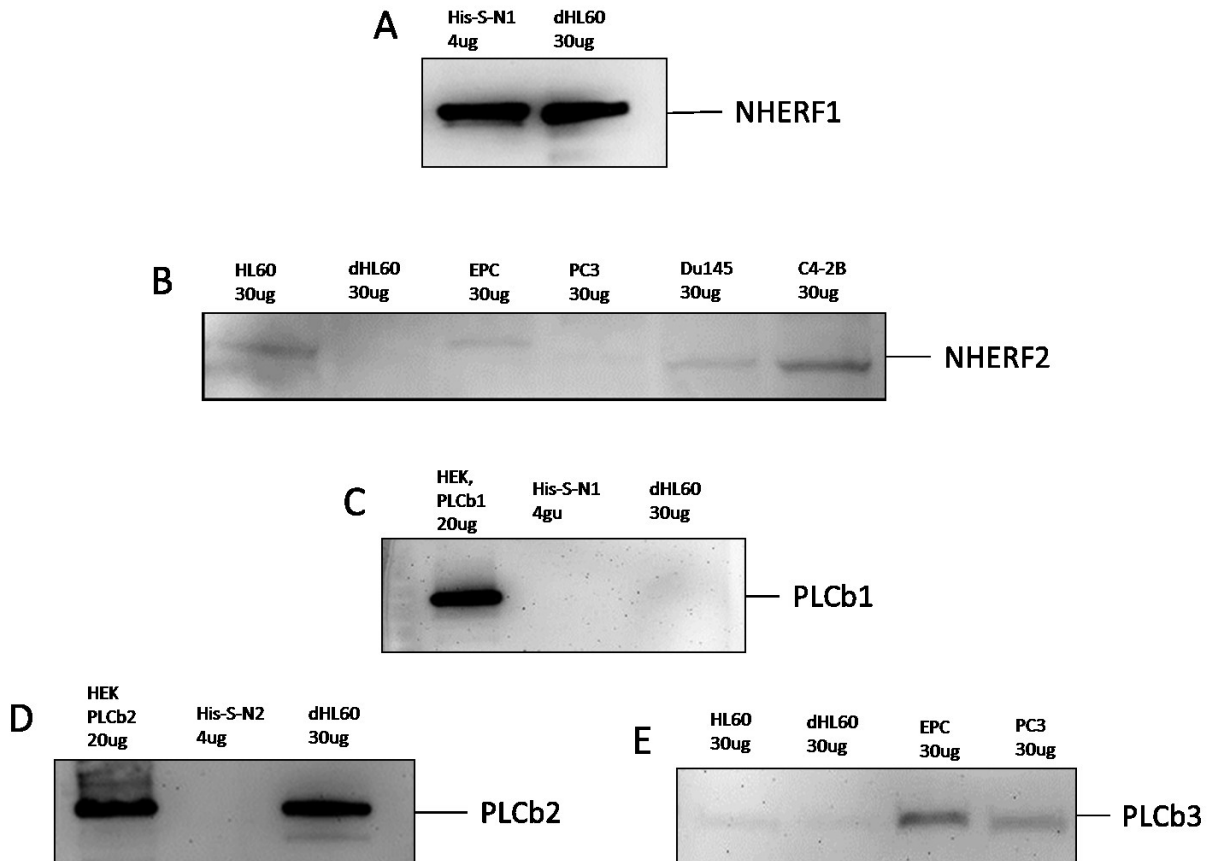 A
His-S-N1 dHL60
4ug 30ug
NHERF1
B
HL60 dHL60 EPC PC3 Du145 C4-2B
30ug 30ug 30ug 30ug 30ug 30ug
NHERF2
C
HEK,
PLCb1 His-S-N1 dHL60
20ug 4gu 30ug
PLCb1
D
HEK
PLCb2 His-S-N2 dHL60
20ug 4ug 30ug
PLCb2
E
HL60 dHL60 EPC PC3
30ug 30ug 30ug 30ug
PLCb3